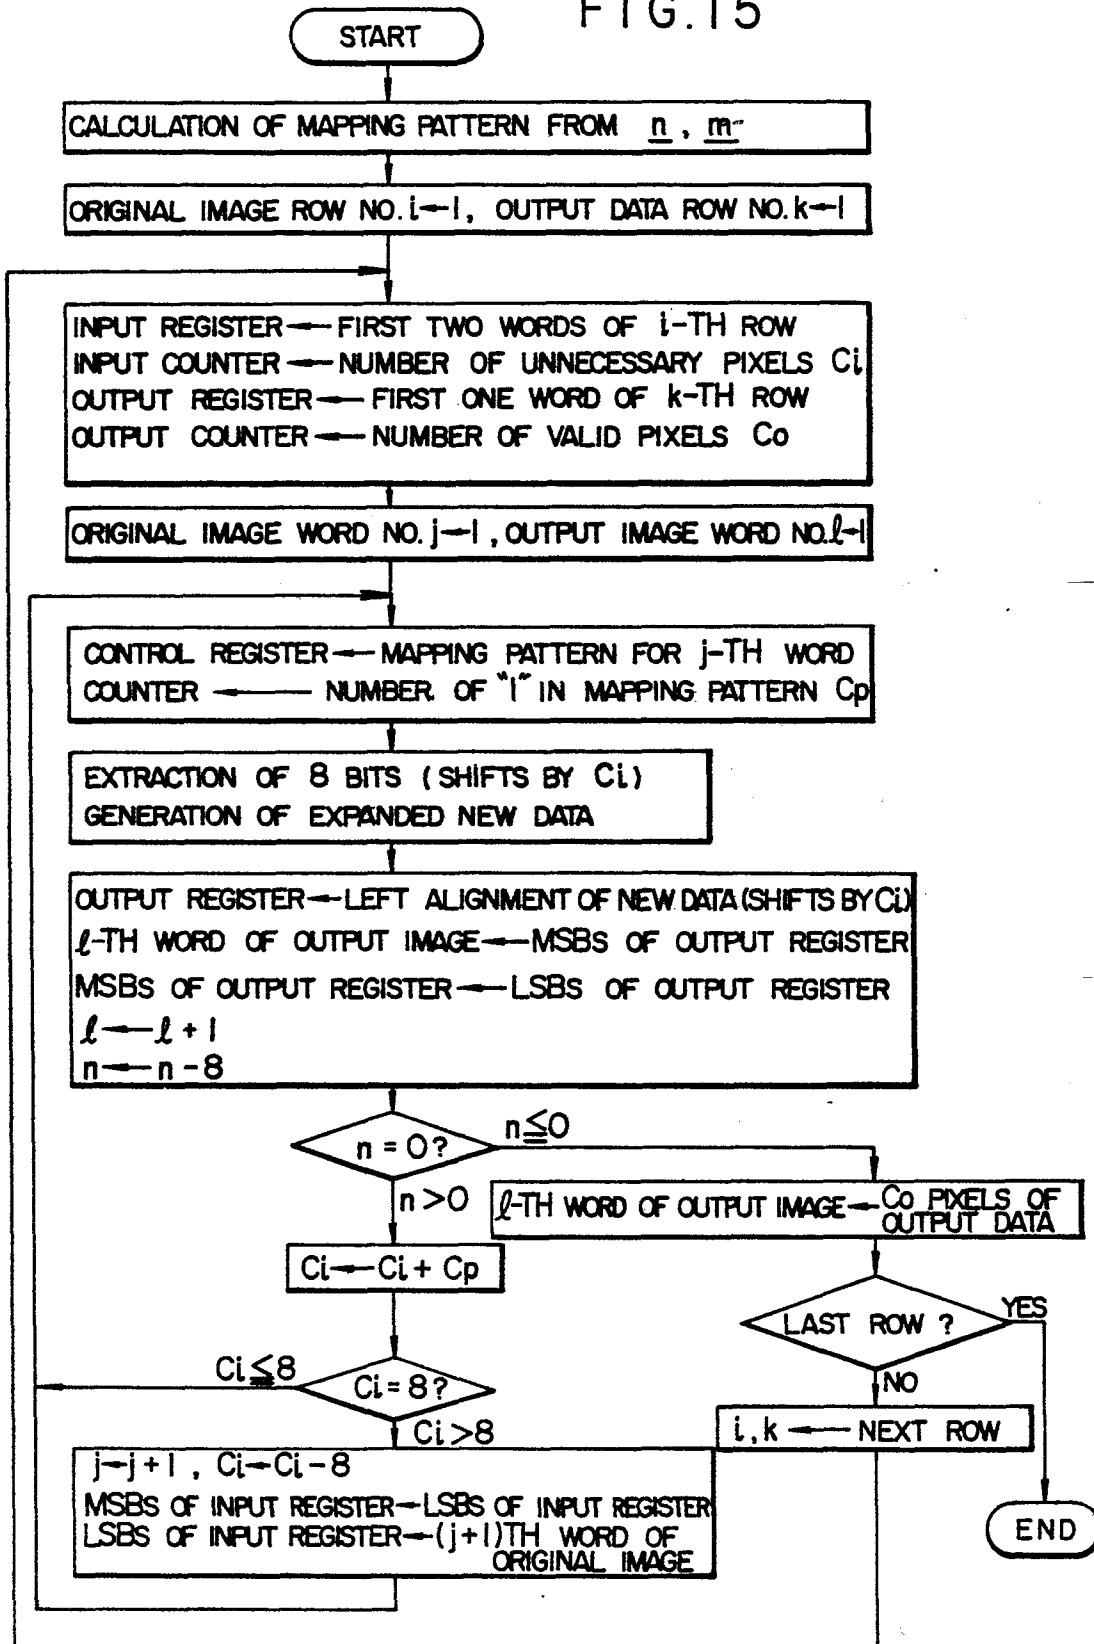 FIG.15
START
CALCULATION OF MAPPING PATTERN FROM n, m
ORIGINAL IMAGE ROW NO. i←1, OUTPUT DATA ROW NO. k←1
INPUT REGISTER ← FIRST TWO WORDS OF i-TH ROW
INPUT COUNTER ← NUMBER OF UNNECESSARY PIXELS Ci
OUTPUT REGISTER ← FIRST ONE WORD OF k-TH ROW
OUTPUT COUNTER ← NUMBER OF VALID PIXELS Co
ORIGINAL IMAGE WORD NO. j←1, OUTPUT IMAGE WORD NO. ℓ←1
CONTROL REGISTER ← MAPPING PATTERN FOR j-TH WORD
COUNTER ← NUMBER OF "1" IN MAPPING PATTERN Cp
EXTRACTION OF 8 BITS (SHIFTS BY Ci)
GENERATION OF EXPANDED NEW DATA
OUTPUT REGISTER ← LEFT ALIGNMENT OF NEW DATA (SHIFTS BY Ci)
ℓ-TH WORD OF OUTPUT IMAGE ← MSBs OF OUTPUT REGISTER
MSBs OF OUTPUT REGISTER ← LSBs OF OUTPUT REGISTER
ℓ ← ℓ + 1
n ← n - 8
n = 0?
n≦0
n>0
ℓ-TH WORD OF OUTPUT IMAGE ← Co PIXELS OF
OUTPUT DATA
Ci ← Ci + Cp
LAST ROW ?
YES
NO
Ci = 8?
Ci≦8
Ci>8
i, k ← NEXT ROW
j←j+1, Ci←Ci-8
MSBs OF INPUT REGISTER ← LSBs OF INPUT REGISTER
LSBs OF INPUT REGISTER ← (j+1)TH WORD OF
ORIGINAL IMAGE
END